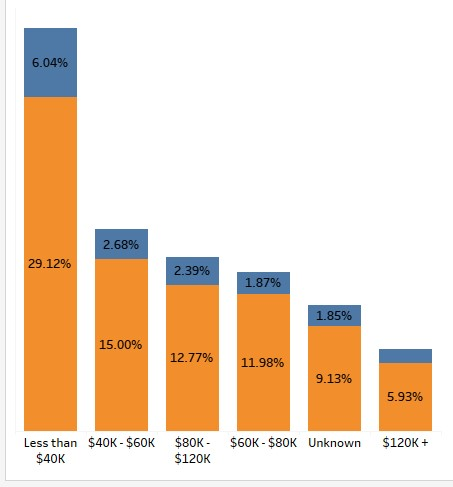 6.04%
29.12%
2.68%
15.00%
2.39%
12.77%
1.87%
11.98%
1.85%
9.13%
5.93%
Less than
$40K
$40K - $60K
$80K -
$120K
$60K - $80K
Unknown
$120K +